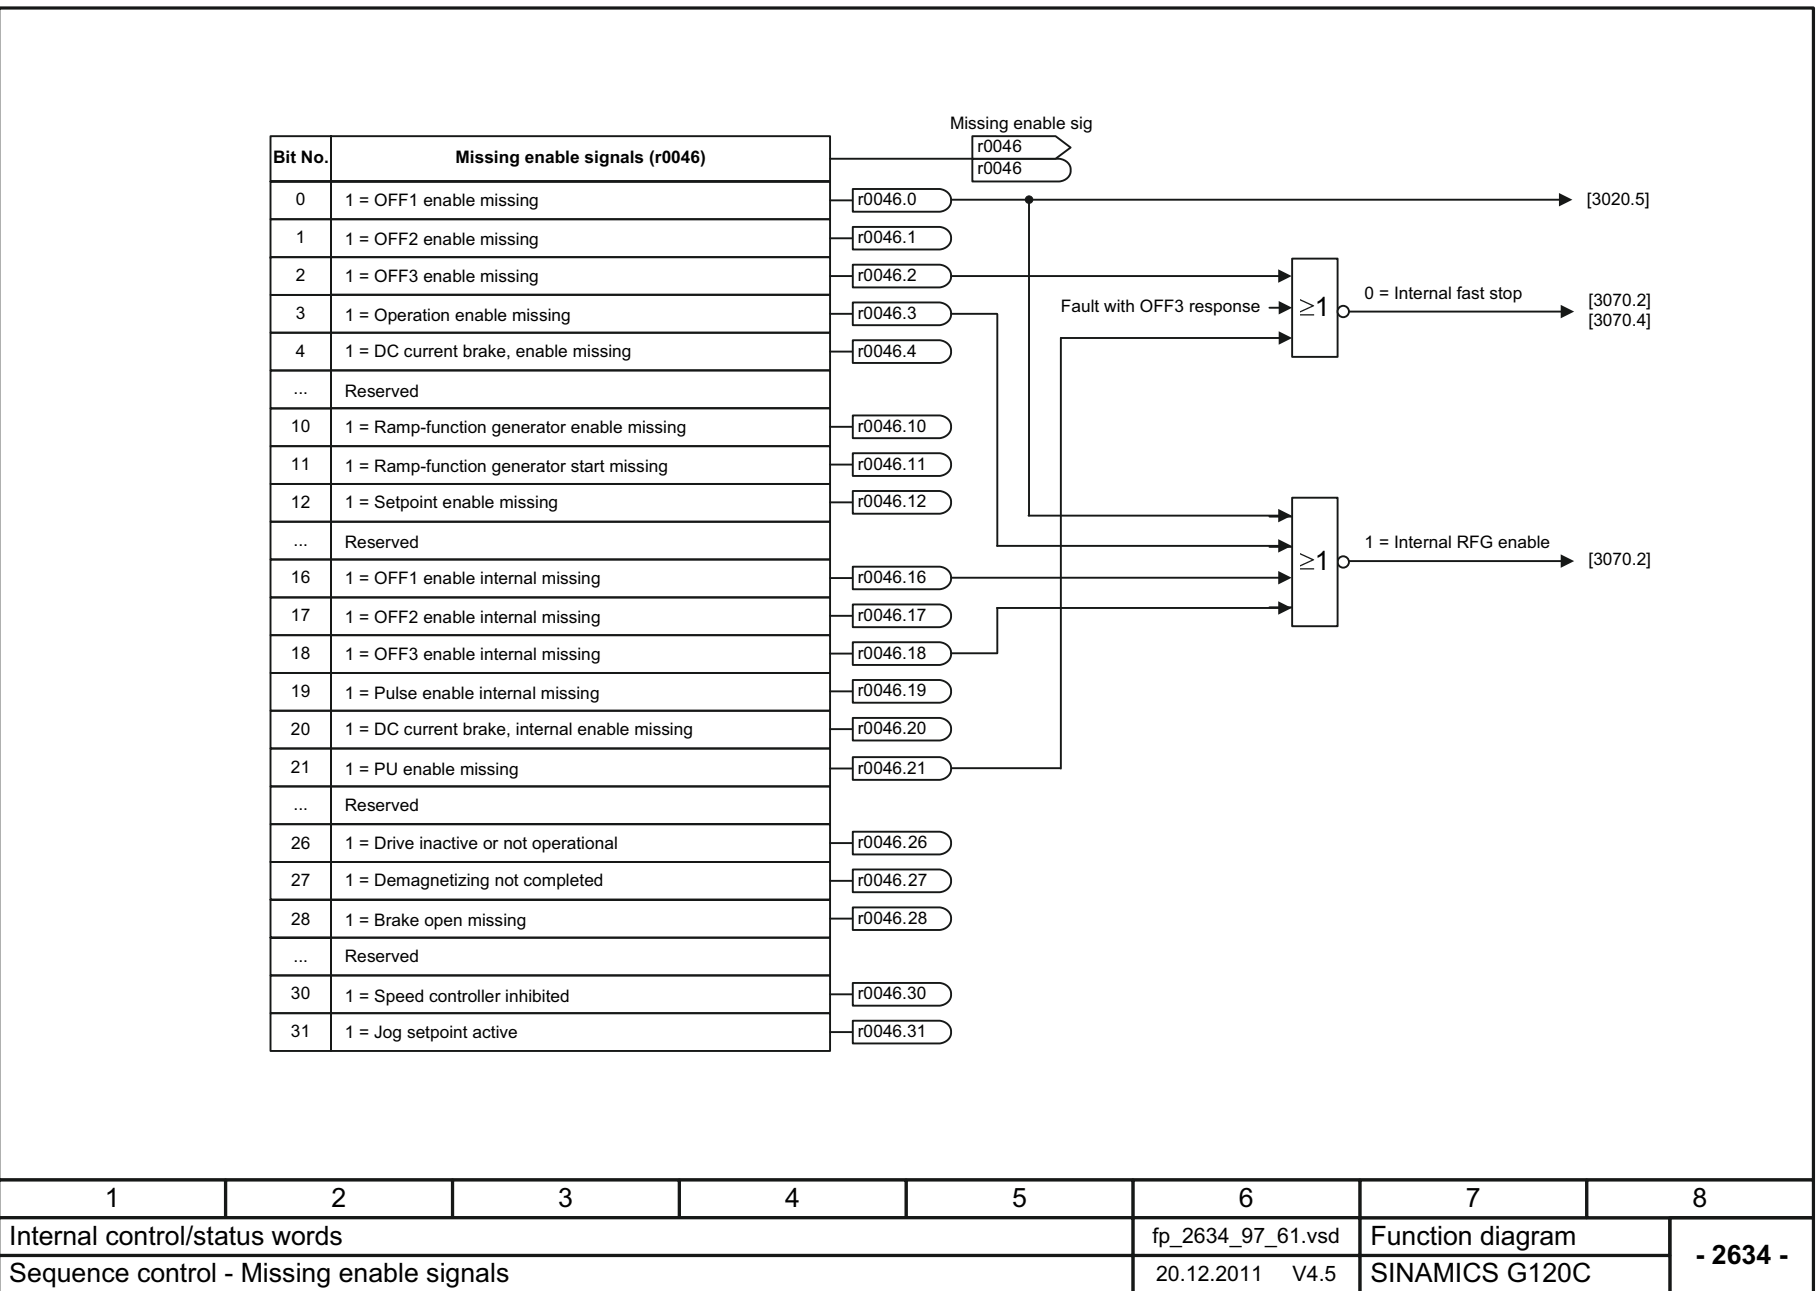 Missing enable sig
Bit No. Missing enable signals (r0046) r0046
r0046
0 1 = OFF1 enable missing r0046.0 [3020.5]
1 1 = OFF2 enable missing r0046.1
2 1 = OFF3 enable missing r0046.2
0 = Internal fast stop
Fault with OFF3 response ≥1 [3070.2]
[3070.4]
3 1 = Operation enable missing r0046.3
4 1 = DC current brake, enable missing r0046.4
... Reserved
10 1 = Ramp-function generator enable missing r0046.10
11 1 = Ramp-function generator start missing r0046.11
12 1 = Setpoint enable missing r0046.12
... Reserved
1 = Internal RFG enable
≥1 [3070.2]
16 1 = OFF1 enable internal missing r0046.16
17 1 = OFF2 enable internal missing r0046.17
18 1 = OFF3 enable internal missing r0046.18
19 1 = Pulse enable internal missing r0046.19
20 1 = DC current brake, internal enable missing r0046.20
21 1 = PU enable missing r0046.21
... Reserved
26 1 = Drive inactive or not operational r0046.26
27 1 = Demagnetizing not completed r0046.27
28 1 = Brake open missing r0046.28
... Reserved
30 1 = Speed controller inhibited r0046.30
31 1 = Jog setpoint active r0046.31
1 2 3 4 5 6 7 8
Internal control/status words fp_2634_97_61.vsd Function diagram
- 2634 -
Sequence control - Missing enable signals 20.12.2011 V4.5 SINAMICS G120C